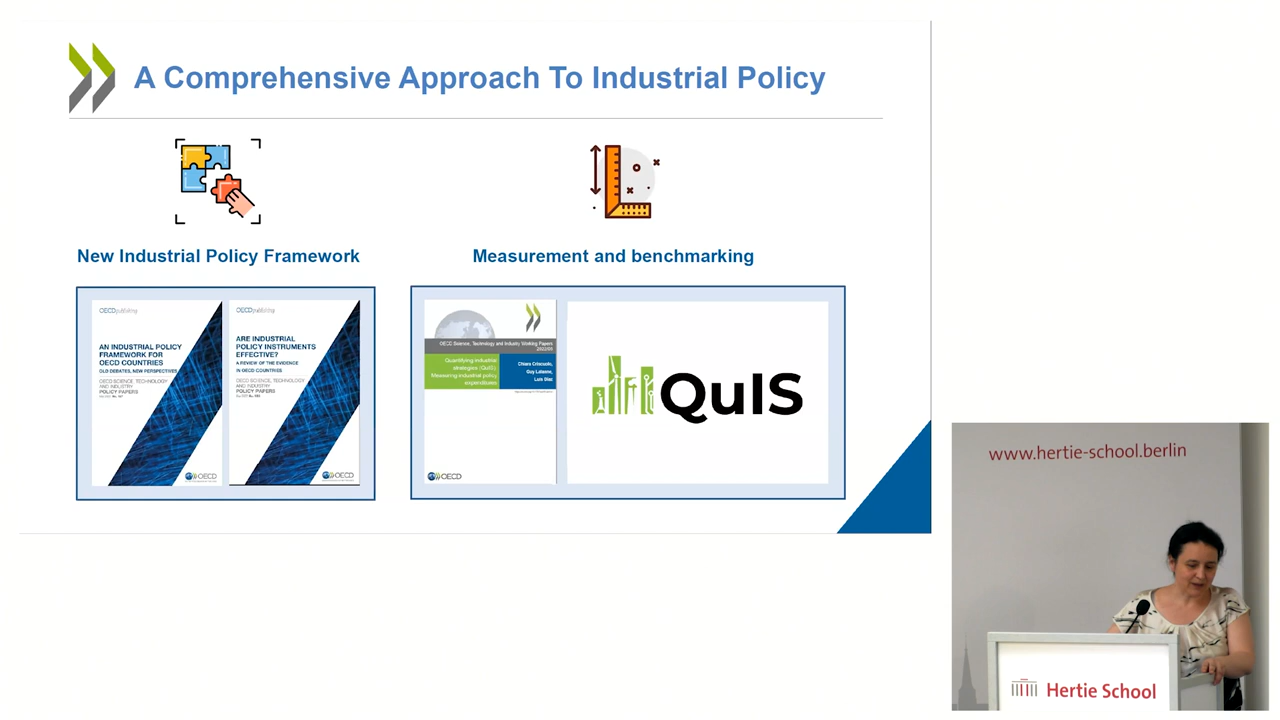 A Comprehensive Approach To Industrial Policy
New Industrial Policy Framework
Measurement and benchmarking
OECDpublishing
AN INDUSTRIAL POLICY
FRAMEWORK FOR
OECD COUNTRIES
OLD DEBATES, NEW PERSPECTIVES
OECD SCIENCE, TECHNOLOGY
AND INDUSTRY
POLICY PAPERS
OECD
OECDpublishing
ARE INDUSTRIAL
POLICY INSTRUMENTS
EFFECTIVE?
A REVIEW OF THE EVIDENCE
IN OECD COUNTRIES
OECD SCIENCE, TECHNOLOGY
AND INDUSTRY
POLICY PAPERS
OECD
OECD Science, Technology and Industry Working Papers
2022/05
Quantifying industrial
strategies (QuIS):
Measuring industrial policy
expenditures
Chiara Criscuolo,
Guy Lalanne,
Luis Díaz
OECD
QuIS
www.hertie-school.berlin
Hertie School